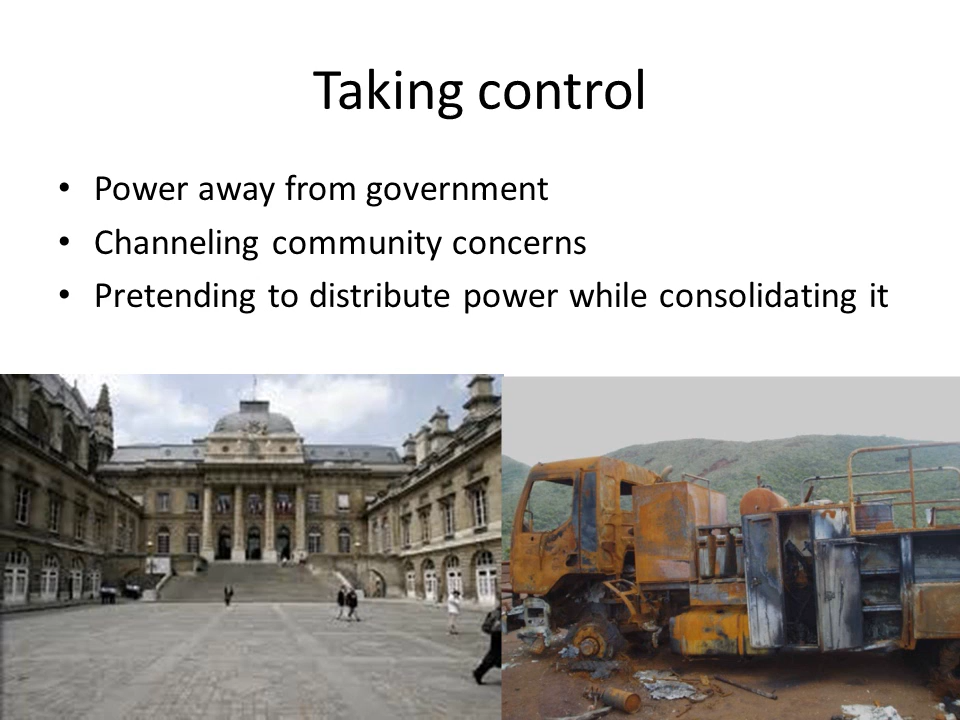 Taking control
• Power away from government
• Channeling community concerns
• Pretending to distribute power while consolidating it